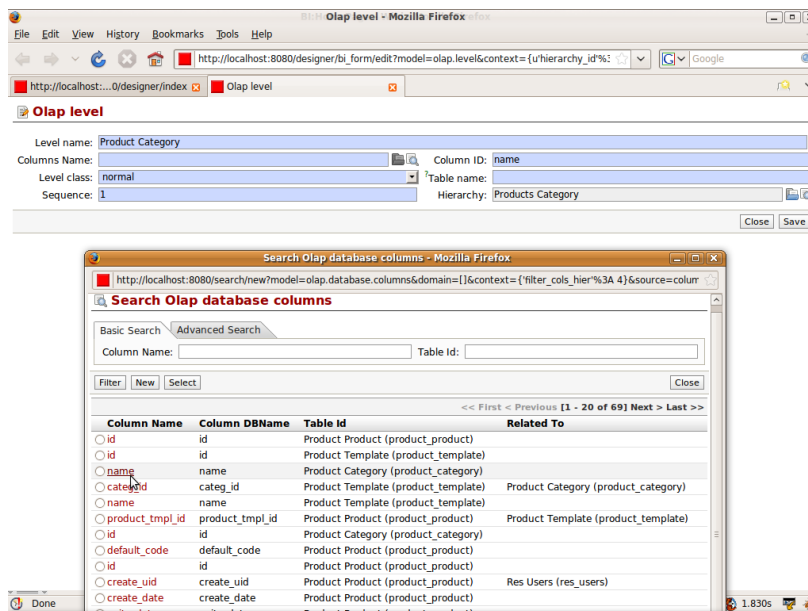 Olap level - Mozilla Firefox
File Edit View History Bookmarks Tools Help
http://localhost:8080/designer/bi_form/edit?model=olap.level&context={u'hierarchy_id'%3 G Google
http://localhost:...0/designer/index Olap level
Olap level
Level name: Product Category
Columns Name: Column ID: name
Level class: normal ? Table name:
Sequence: 1 Hierarchy: Products Category
Close Save
Search Olap database columns - Mozilla Firefox
http://localhost:8080/search/new?model=olap.database.columns&domain=[]&context={'filter_cols_hier'%3A 4}&source=colum
Search Olap database columns
Basic Search Advanced Search
Column Name: Table Id:
Filter New Select Close
<< First < Previous [1 - 20 of 69] Next > Last >>
Column Name Column DBName Table Id Related To
id id Product Product (product_product)
id id Product Template (product_template)
name name Product Category (product_category)
categ_id categ_id Product Template (product_template) Product Category (product_category)
name name Product Template (product_template)
product_tmpl_id product_tmpl_id Product Product (product_product) Product Template (product_template)
id id Product Category (product_category)
default_code default_code Product Product (product_product)
id id Product Product (product_product)
create_uid create_uid Product Product (product_product) Res Users (res_users)
create_date create_date Product Product (product_product)
Done 1.830s